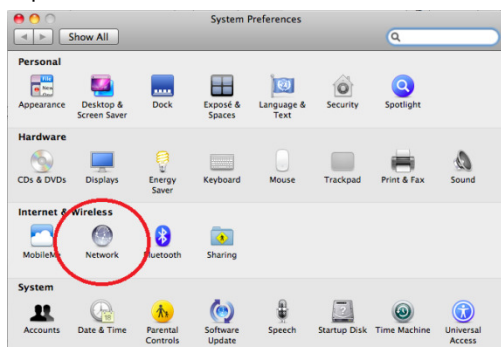 System Preferences
Show All
Personal
Appearance Desktop & Screen Saver Dock Exposé & Spaces Language & Text Security Spotlight
Hardware
CDs & DVDs Displays Energy Saver Keyboard Mouse Trackpad Print & Fax Sound
Internet & Wireless
MobileMe Network Bluetooth Sharing
System
Accounts Date & Time Parental Controls Software Update Speech Startup Disk Time Machine Universal Access